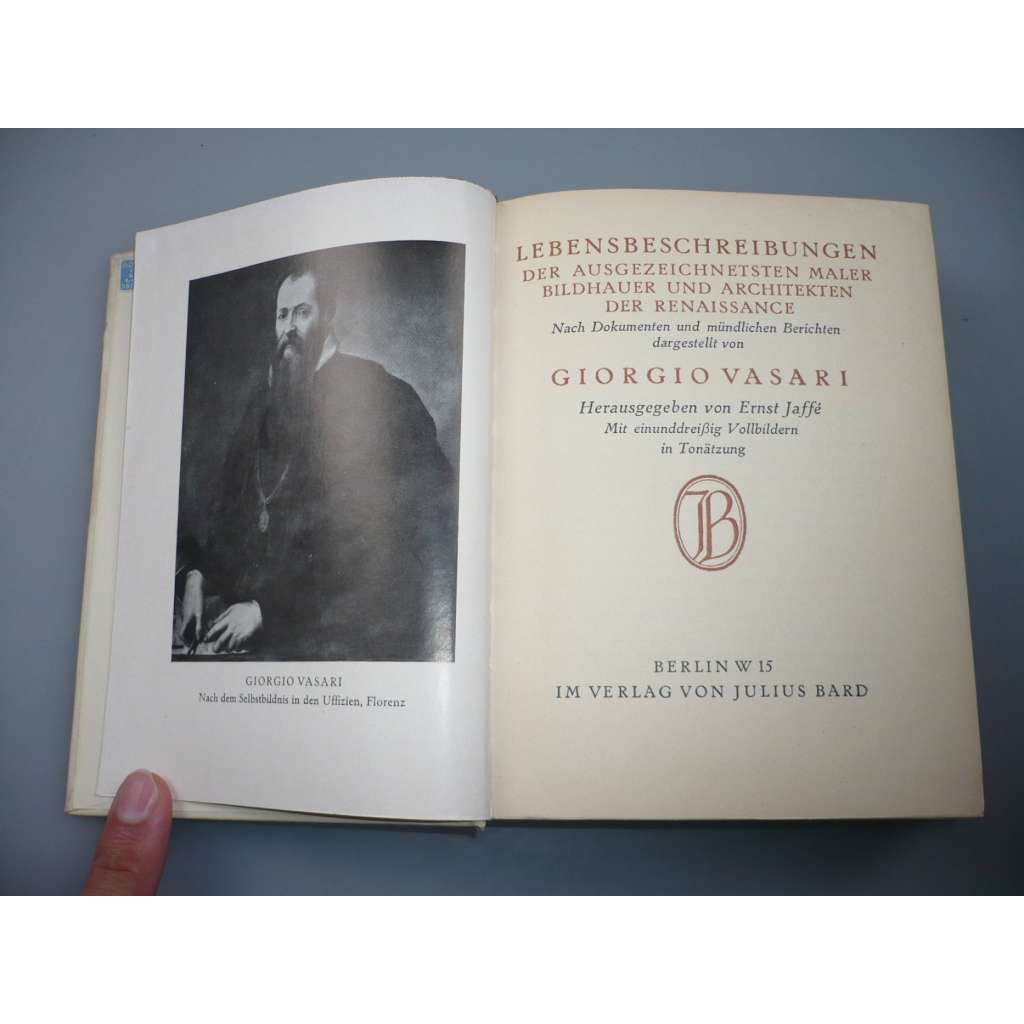 GIORGIO VASARI
Nach dem Selbstbildnis in den Uffizien, Florenz
LEBENSBESCHREIBUNGEN
DER AUSGEZEICHNETSTEN MALER
BILDHAUER UND ARCHITEKTEN
DER RENAISSANCE
Nach Dokumenten und mündlichen Berichten
dargestellt von
GIORGIO VASARI
Herausgegeben von Ernst Jaffé
Mit einunddreißig Vollbildern
in Tonätzung
JB
BERLIN W 15
IM VERLAG VON JULIUS BARD